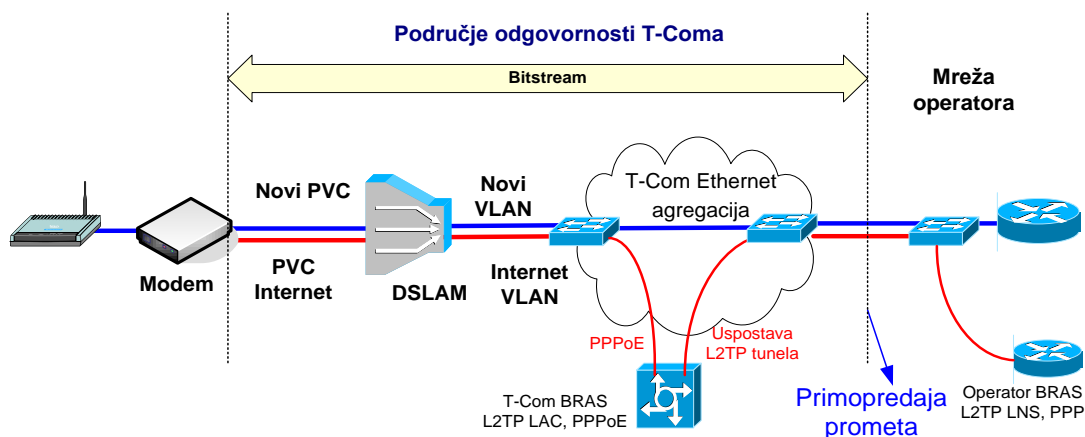 Područje odgovornosti T-Coma
Bitstream
Mreža
operatora
Novi PVC
Novi
VLAN
T-Com Ethernet
agregacija
Modem
PVC
Internet
DSLAM
Internet
VLAN
PPPoE
Uspostava
L2TP tunela
T-Com BRAS
L2TP LAC, PPPoE
Primopredaja
prometa
Operator BRAS
L2TP LNS, PPP